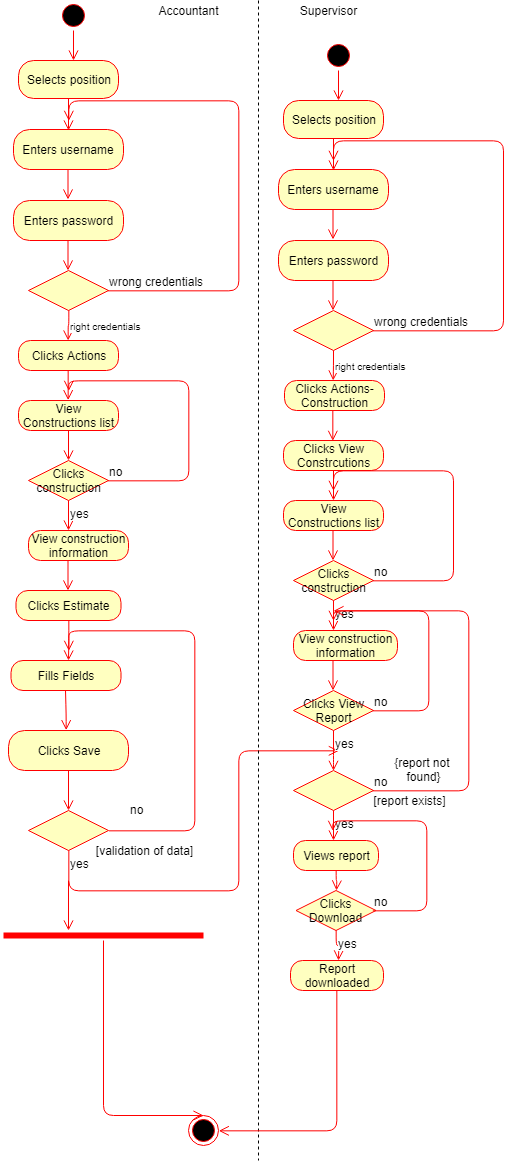 Accountant
Selects position
Enters username
Enters password
wrong credentials
right credentials
Clicks Actions
View
Constructions list
Clicks
construction
no
yes
View construction
information
Clicks Estimate
Fills Fields
Clicks Save
no
[validation of data]
yes
Supervisor
Selects position
Enters username
Enters password
wrong credentials
right credentials
Clicks Actions-
Construction
Clicks View
Constrcutions
View
Constructions list
Clicks
construction
no
yes
View construction
information
Clicks View
Report
no
yes
{report not
found}
no
[report exists]
yes
Views report
Clicks
Download
no
yes
Report
downloaded